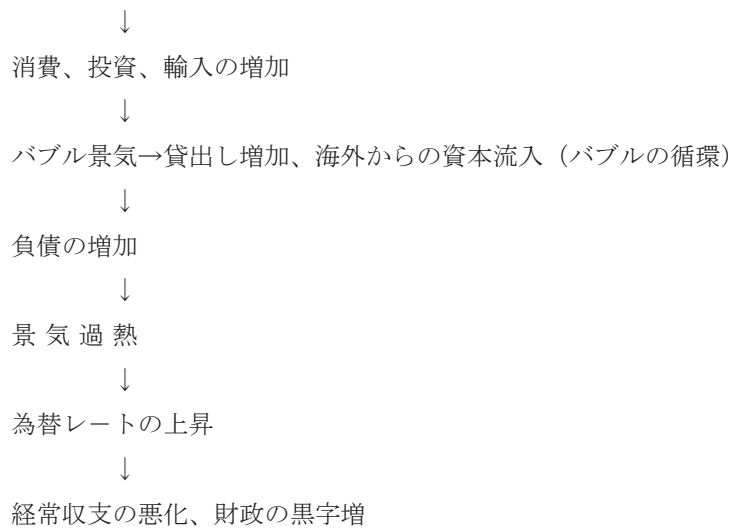 ↓
消費、投資、輸入の増加
↓
バブル景気→貸出し増加、海外からの資本流入（バブルの循環）
↓
負債の増加
↓
景 気 過 熱
↓
為替レートの上昇
↓
経常収支の悪化、財政の黒字増